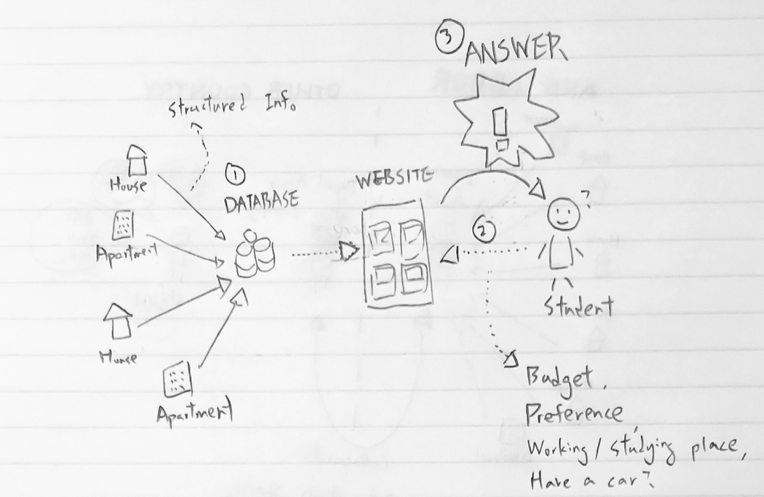 3 ANSWER
!
Structured Info.
1
DATABASE
House
Apartment
House
Apartment
WEBSITE
2
?
Student
Budget,
Preference,
Working / Studying place,
Have a car?